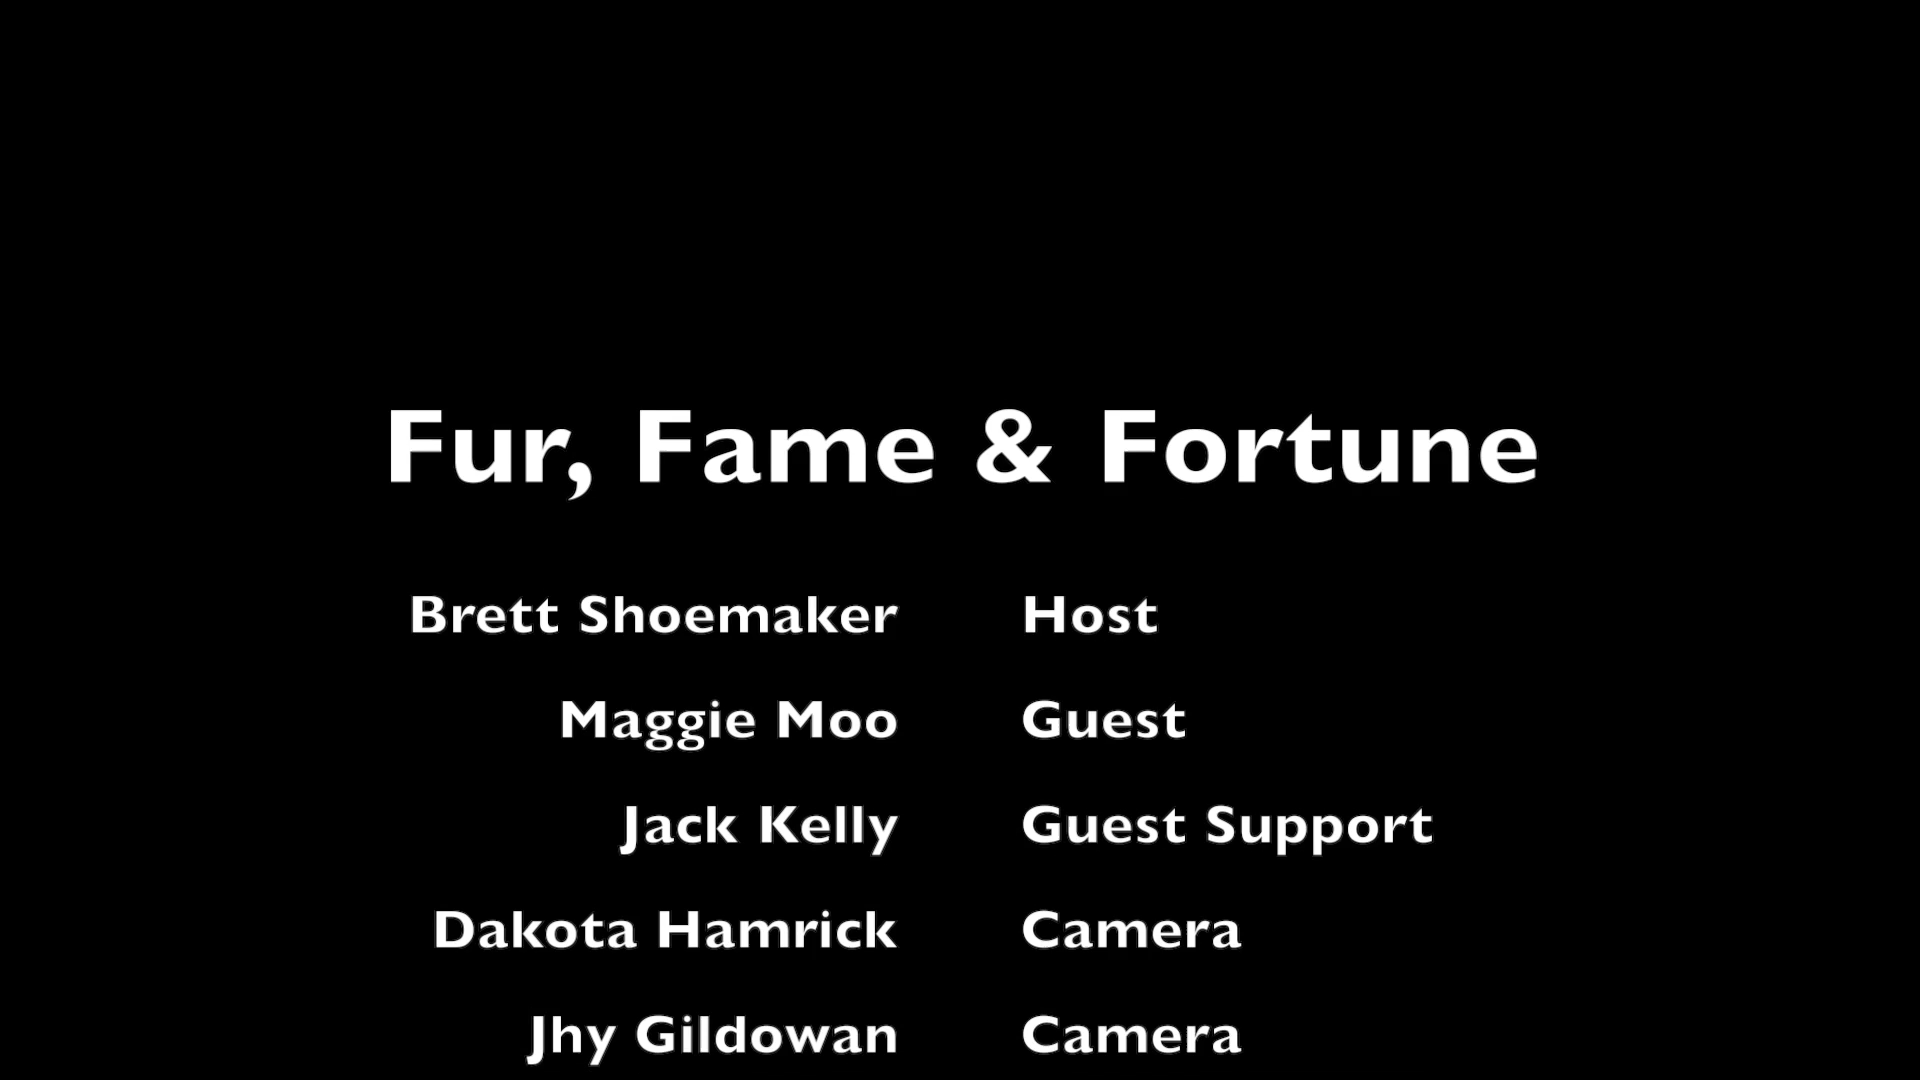 Fur, Fame & Fortune
Brett Shoemaker Host
Maggie Moo Guest
Jack Kelly Guest Support
Dakota Hamrick Camera
Jhy Gildowan Camera